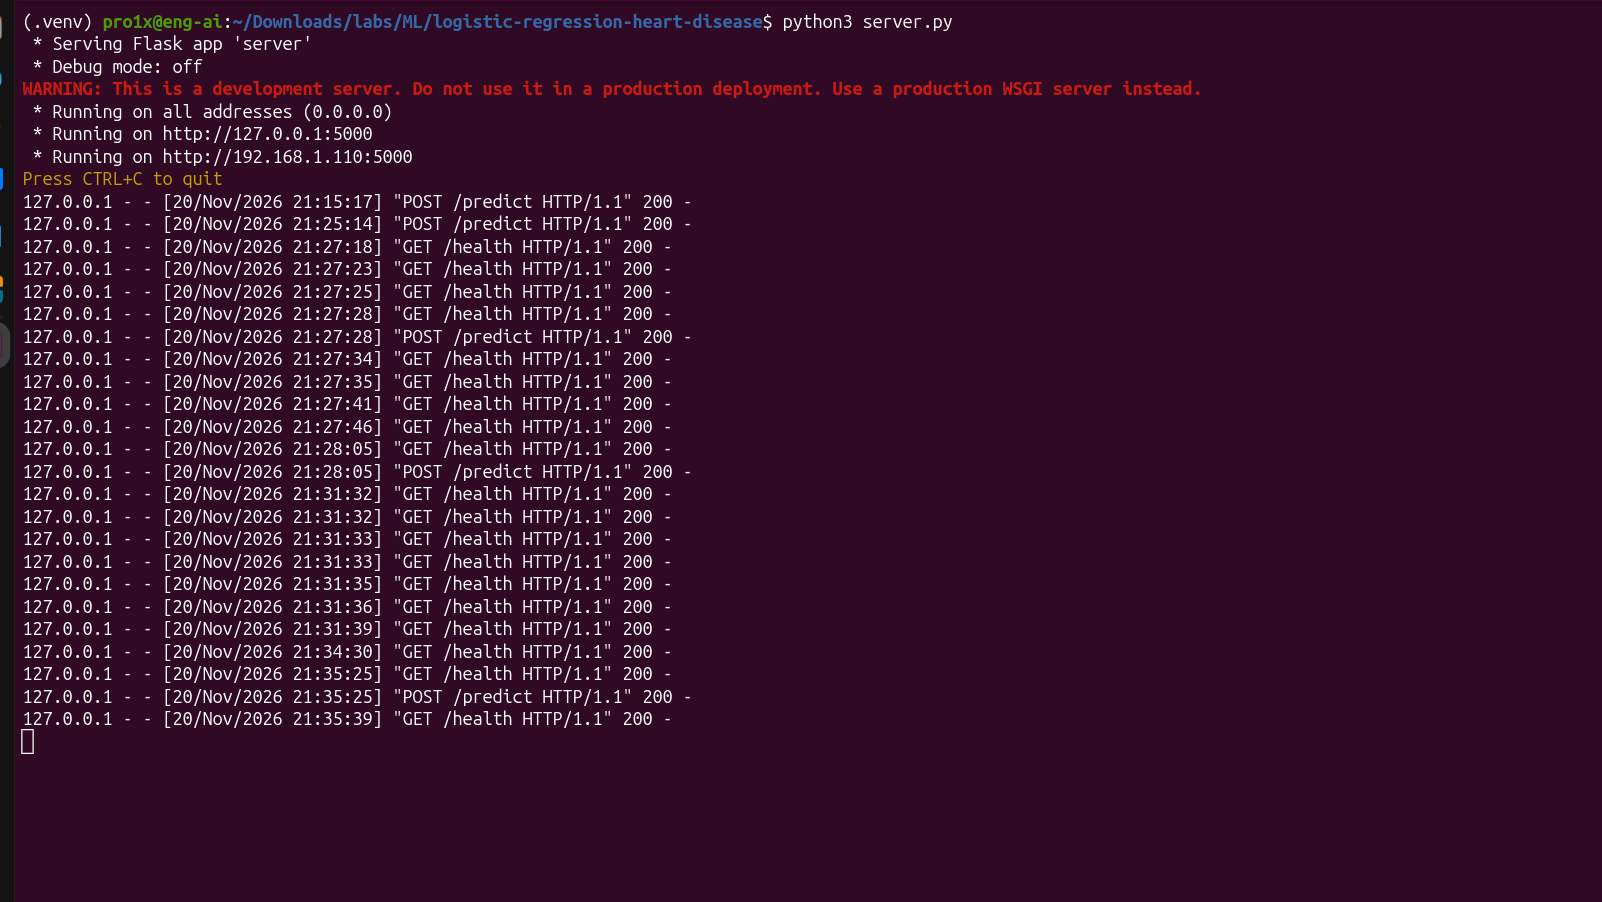 (.venv) pro1x@eng-ai:~/Downloads/labs/ML/logistic-regression-heart-disease$ python3 server.py
 * Serving Flask app 'server'
 * Debug mode: off
WARNING: This is a development server. Do not use it in a production deployment. Use a production WSGI server instead.
 * Running on all addresses (0.0.0.0)
 * Running on http://127.0.0.1:5000
 * Running on http://192.168.1.110:5000
Press CTRL+C to quit
127.0.0.1 - - [20/Nov/2026 21:15:17] "POST /predict HTTP/1.1" 200 -
127.0.0.1 - - [20/Nov/2026 21:25:14] "POST /predict HTTP/1.1" 200 -
127.0.0.1 - - [20/Nov/2026 21:27:18] "GET /health HTTP/1.1" 200 -
127.0.0.1 - - [20/Nov/2026 21:27:23] "GET /health HTTP/1.1" 200 -
127.0.0.1 - - [20/Nov/2026 21:27:25] "GET /health HTTP/1.1" 200 -
127.0.0.1 - - [20/Nov/2026 21:27:28] "GET /health HTTP/1.1" 200 -
127.0.0.1 - - [20/Nov/2026 21:27:28] "POST /predict HTTP/1.1" 200 -
127.0.0.1 - - [20/Nov/2026 21:27:34] "GET /health HTTP/1.1" 200 -
127.0.0.1 - - [20/Nov/2026 21:27:35] "GET /health HTTP/1.1" 200 -
127.0.0.1 - - [20/Nov/2026 21:27:41] "GET /health HTTP/1.1" 200 -
127.0.0.1 - - [20/Nov/2026 21:27:46] "GET /health HTTP/1.1" 200 -
127.0.0.1 - - [20/Nov/2026 21:28:05] "GET /health HTTP/1.1" 200 -
127.0.0.1 - - [20/Nov/2026 21:28:05] "POST /predict HTTP/1.1" 200 -
127.0.0.1 - - [20/Nov/2026 21:31:32] "GET /health HTTP/1.1" 200 -
127.0.0.1 - - [20/Nov/2026 21:31:32] "GET /health HTTP/1.1" 200 -
127.0.0.1 - - [20/Nov/2026 21:31:33] "GET /health HTTP/1.1" 200 -
127.0.0.1 - - [20/Nov/2026 21:31:33] "GET /health HTTP/1.1" 200 -
127.0.0.1 - - [20/Nov/2026 21:31:35] "GET /health HTTP/1.1" 200 -
127.0.0.1 - - [20/Nov/2026 21:31:36] "GET /health HTTP/1.1" 200 -
127.0.0.1 - - [20/Nov/2026 21:31:39] "GET /health HTTP/1.1" 200 -
127.0.0.1 - - [20/Nov/2026 21:34:30] "GET /health HTTP/1.1" 200 -
127.0.0.1 - - [20/Nov/2026 21:35:25] "GET /health HTTP/1.1" 200 -
127.0.0.1 - - [20/Nov/2026 21:35:25] "POST /predict HTTP/1.1" 200 -
127.0.0.1 - - [20/Nov/2026 21:35:39] "GET /health HTTP/1.1" 200 -